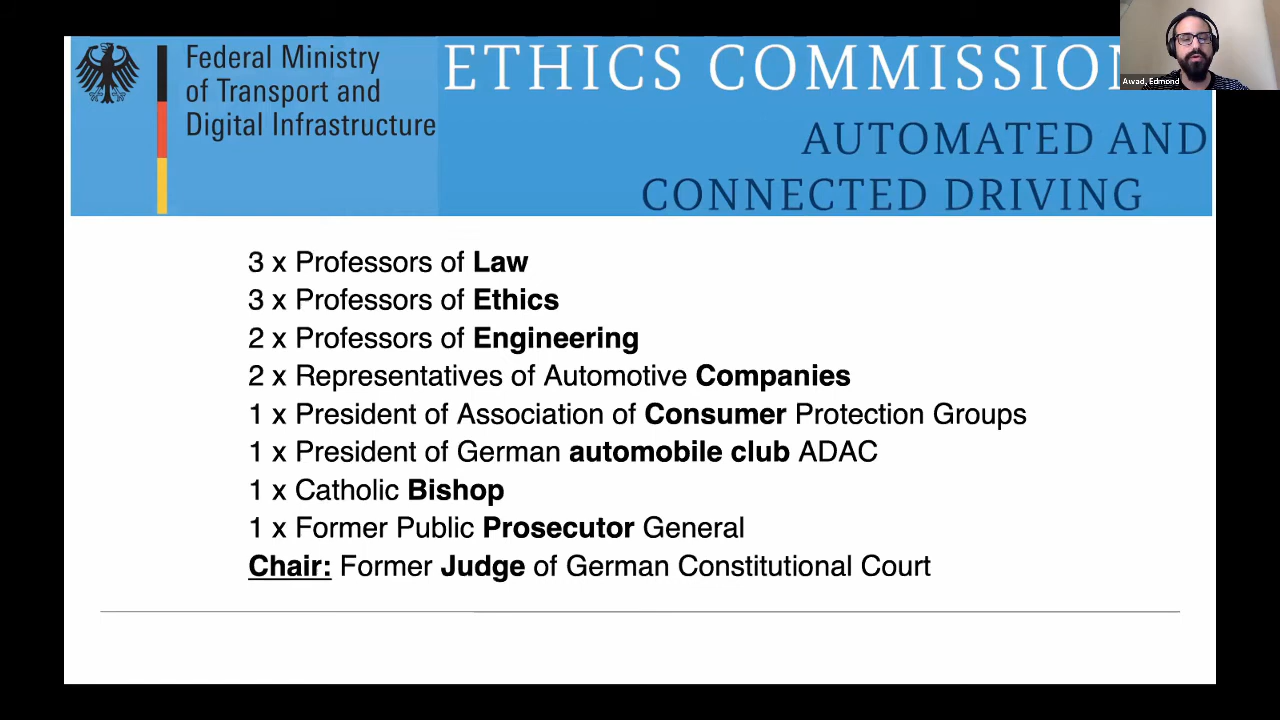 Federal Ministry
of Transport and
Digital Infrastructure
ETHICS COMMISSION
AUTOMATED AND
CONNECTED DRIVING
Awad, Edmond
3 x Professors of Law
3 x Professors of Ethics
2 x Professors of Engineering
2 x Representatives of Automotive Companies
1 x President of Association of Consumer Protection Groups
1 x President of German automobile club ADAC
1 x Catholic Bishop
1 x Former Public Prosecutor General
Chair: Former Judge of German Constitutional Court